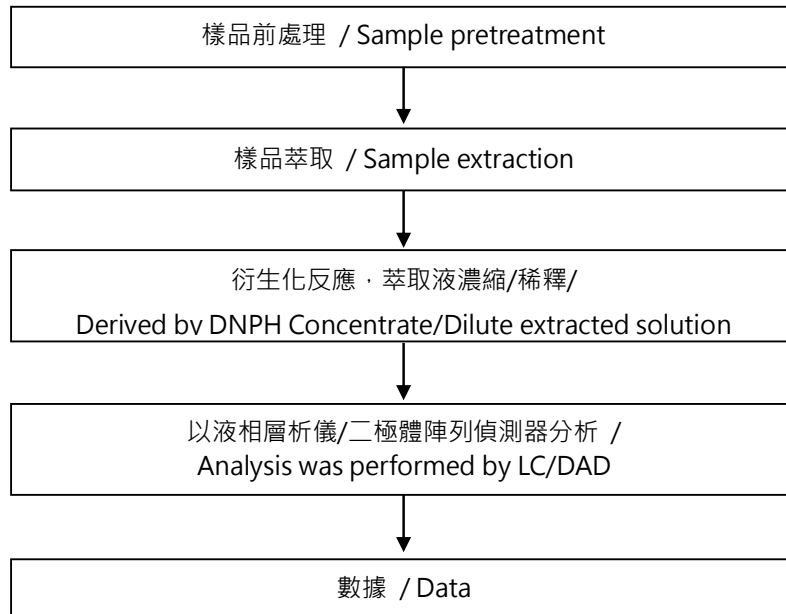 樣品前處理 / Sample pretreatment
樣品萃取 / Sample extraction
衍生化反應，萃取液濃縮/稀釋/
Derived by DNPH Concentrate/Dilute extracted solution
以液相層析儀/二極體陣列偵測器分析 /
Analysis was performed by LC/DAD
數據 / Data